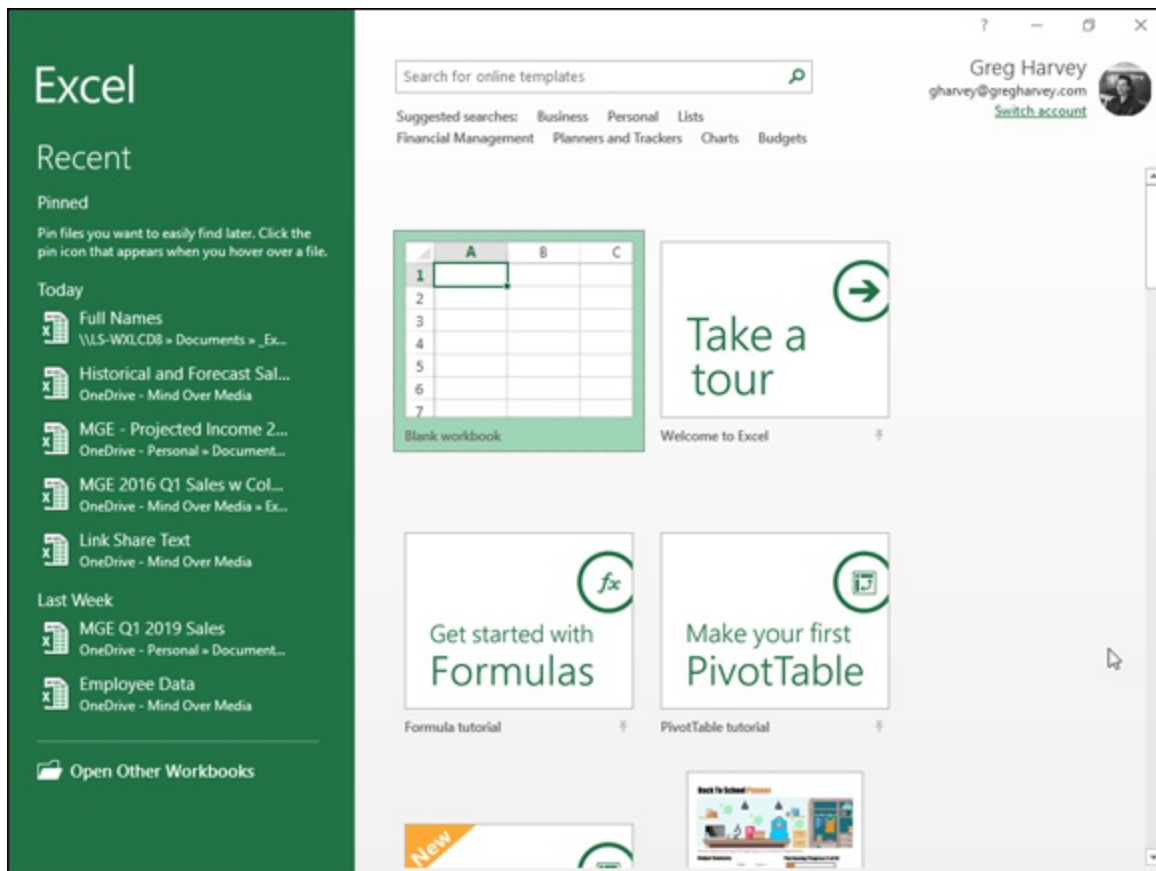 Excel
Recent
Pinned
Pin files you want to easily find later. Click the
pin icon that appears when you hover over a file.
Today
Full Names
\\LS-WXLCD8 » Documents » _Ex...
Historical and Forecast Sal...
OneDrive - Mind Over Media
MGE - Projected Income 2...
OneDrive - Personal » Document...
MGE 2016 Q1 Sales w Col...
OneDrive - Mind Over Media » Ex...
Link Share Text
OneDrive - Mind Over Media
Last Week
MGE Q1 2019 Sales
OneDrive - Personal » Document...
Employee Data
OneDrive - Mind Over Media
Open Other Workbooks
?
Search for online templates
Greg Harvey
gharvey@gregharvey.com
Switch account
Suggested searches: Business Personal Lists
Financial Management Planners and Trackers Charts Budgets
A B C
1
2
3
4
5
6
7
Blank workbook
Take a
tour
Welcome to Excel
fx
Get started with
Formulas
Formula tutorial
Make your first
PivotTable
PivotTable tutorial
New
Back To School Planner